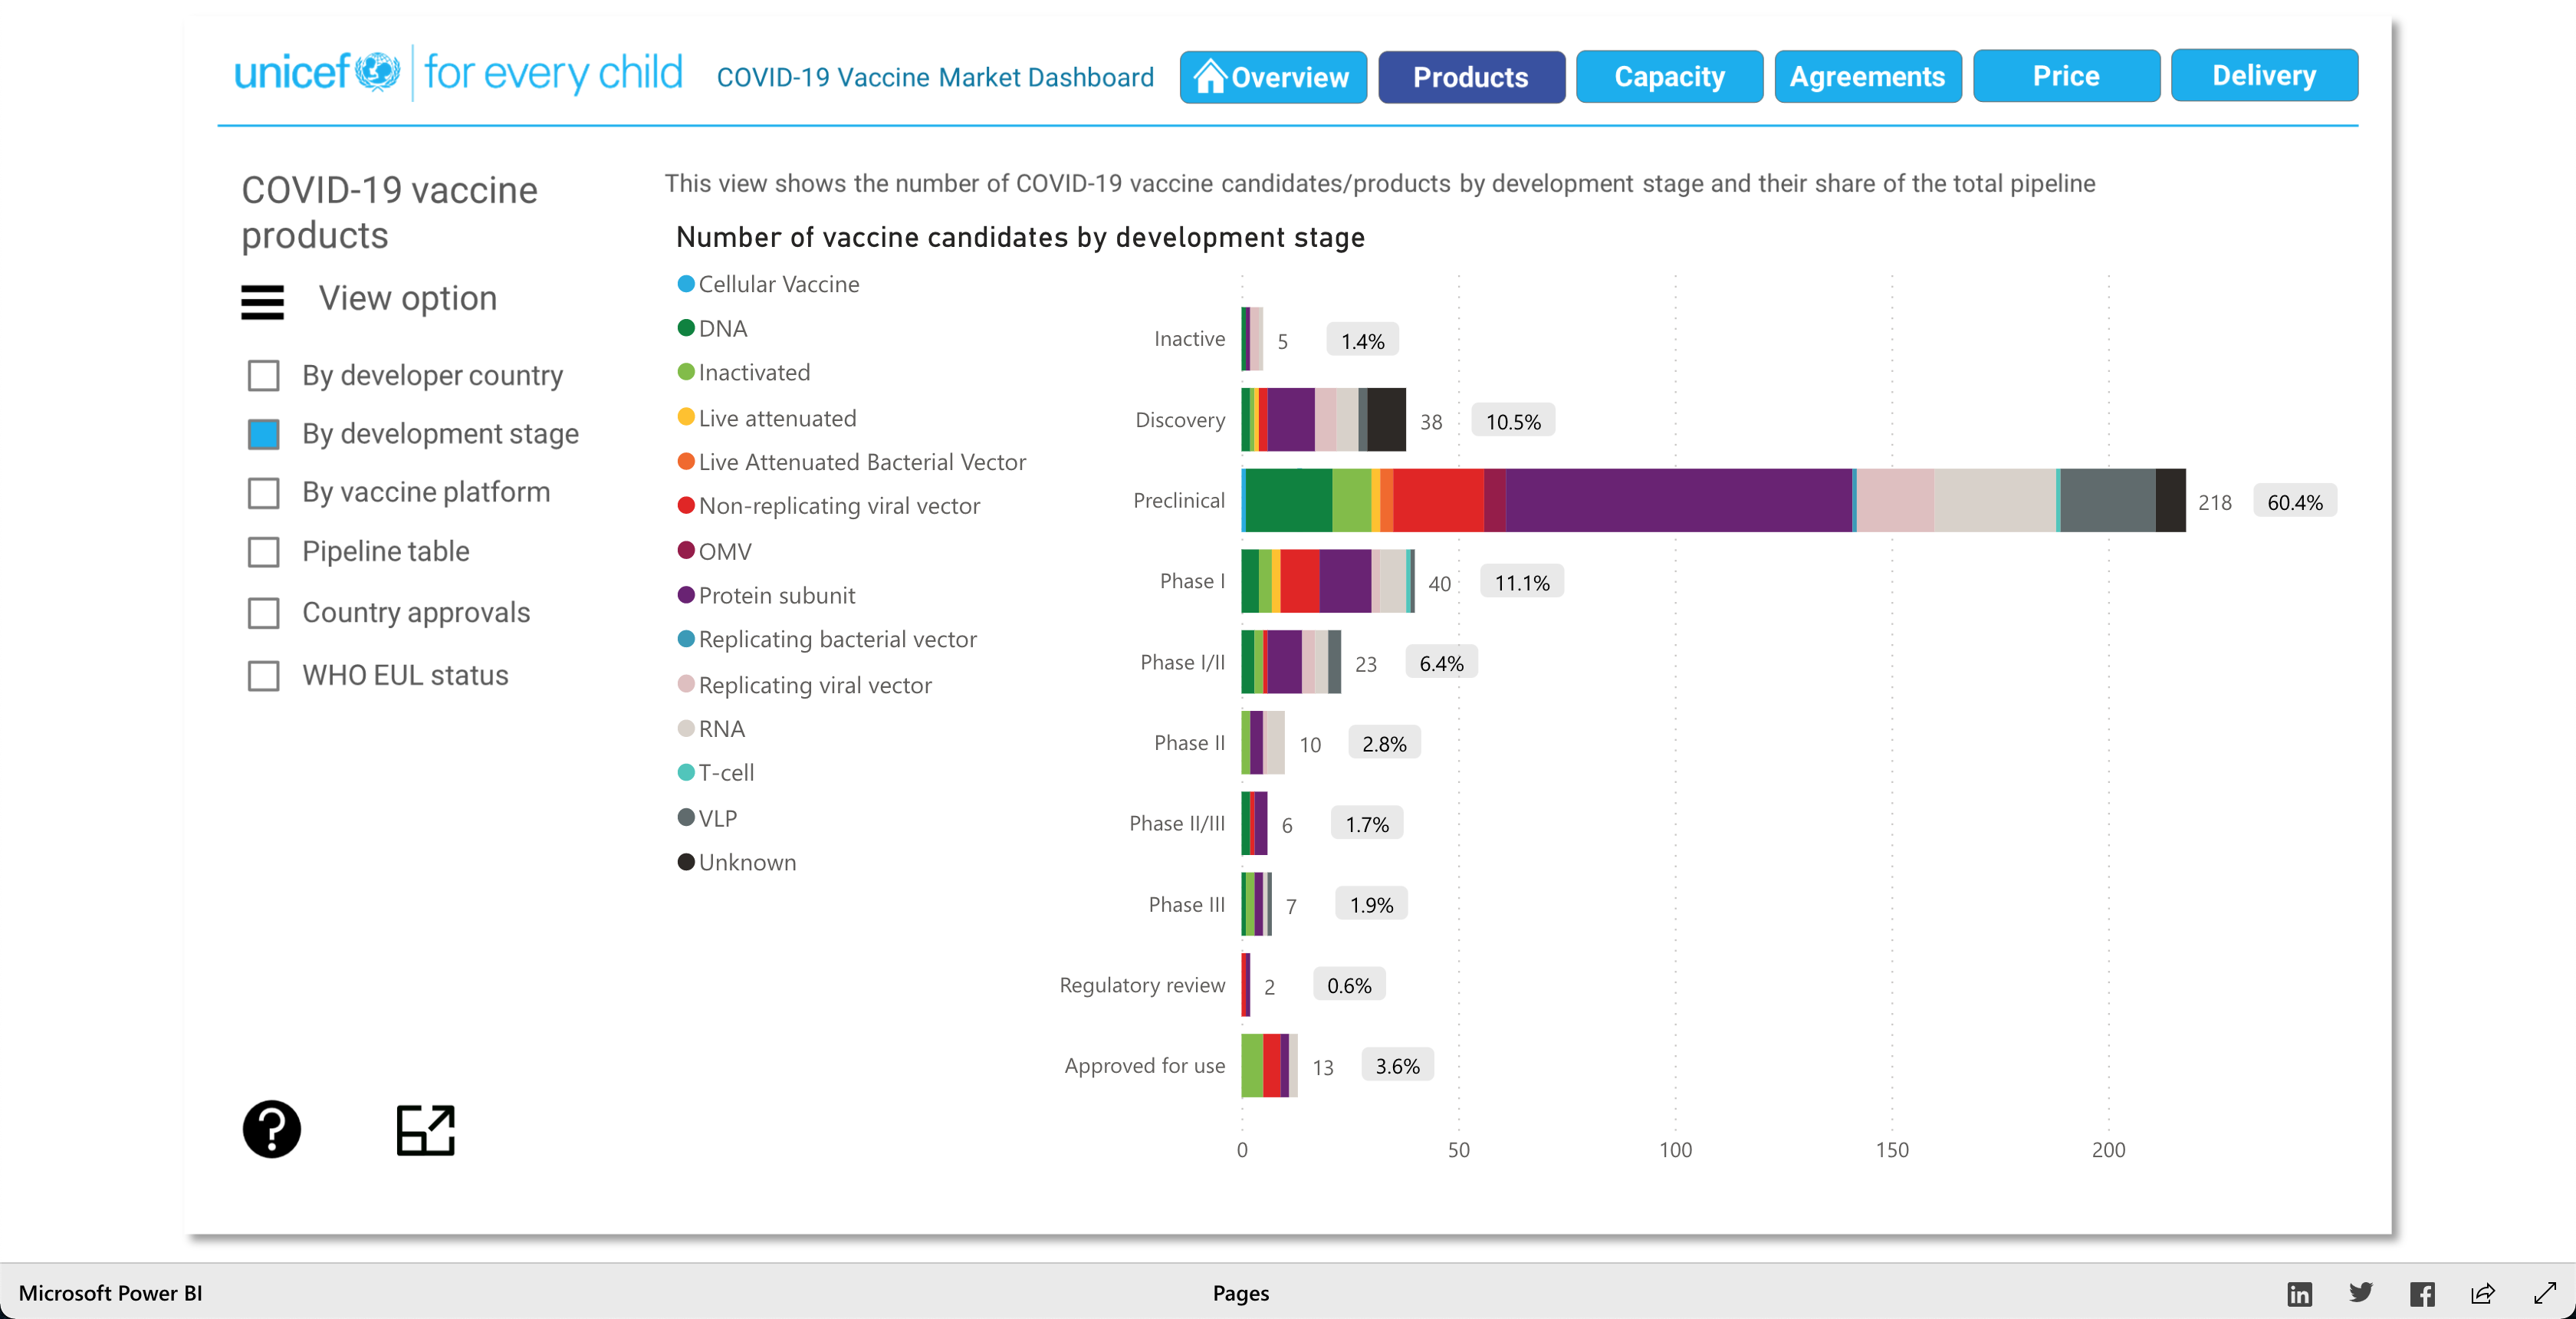 unicef for every child
COVID-19 Vaccine Market Dashboard
Overview
Products
Capacity
Agreements
Price
Delivery
COVID-19 vaccine
products
View option
By developer country
By development stage
By vaccine platform
Pipeline table
Country approvals
WHO EUL status
?
This view shows the number of COVID-19 vaccine candidates/products by development stage and their share of the total pipeline
Number of vaccine candidates by development stage
Cellular Vaccine
DNA
Inactivated
Live attenuated
Live Attenuated Bacterial Vector
Non-replicating viral vector
OMV
Protein subunit
Replicating bacterial vector
Replicating viral vector
RNA
T-cell
VLP
Unknown
Inactive 5 1.4%
Discovery 38 10.5%
Preclinical 218 60.4%
Phase I 40 11.1%
Phase I/II 23 6.4%
Phase II 10 2.8%
Phase II/III 6 1.7%
Phase III 7 1.9%
Regulatory review 2 0.6%
Approved for use 13 3.6%
0 50 100 150 200
Microsoft Power BI
Pages